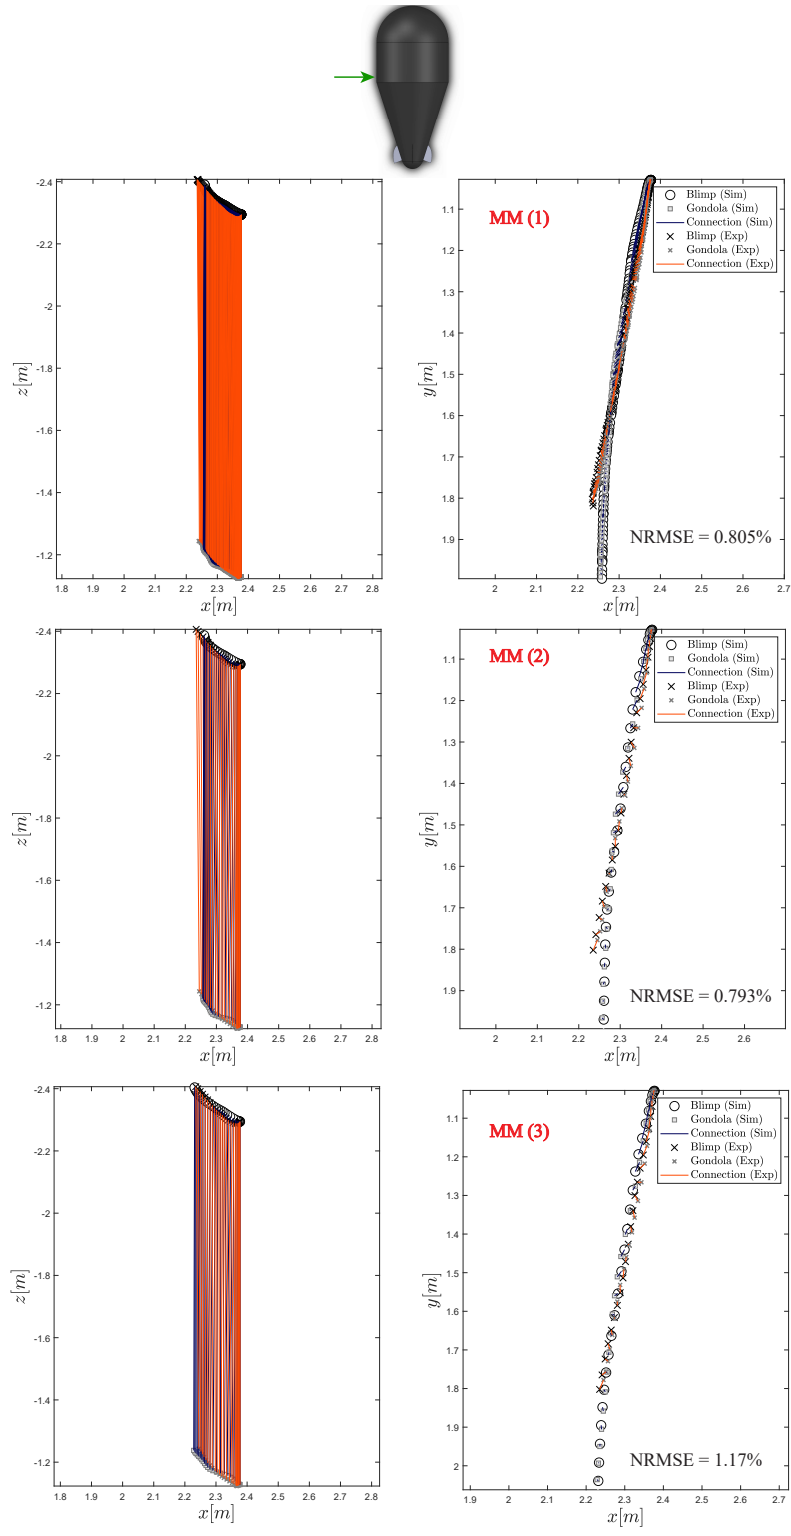 -2.4
-2.2
-2
-1.8
-1.6
-1.4
-1.2
z[m]
1.8 1.9 2 2.1 2.2 2.3 2.4 2.5 2.6 2.7 2.8
x[m]
MM (1)
Blimp (Sim)
Gondola (Sim)
Connection (Sim)
Blimp (Exp)
Gondola (Exp)
Connection (Exp)
1.1
1.2
1.3
1.4
1.5
1.6
1.7
1.8
1.9
y[m]
NRMSE = 0.805%
2 2.1 2.2 2.3 2.4 2.5 2.6 2.7
x[m]
-2.4
-2.2
-2
-1.8
-1.6
-1.4
-1.2
z[m]
1.8 1.9 2 2.1 2.2 2.3 2.4 2.5 2.6 2.7 2.8
x[m]
MM (2)
Blimp (Sim)
Gondola (Sim)
Connection (Sim)
Blimp (Exp)
Gondola (Exp)
Connection (Exp)
1.1
1.2
1.3
1.4
1.5
1.6
1.7
1.8
1.9
y[m]
NRMSE = 0.793%
2 2.1 2.2 2.3 2.4 2.5 2.6
x[m]
-2.4
-2.2
-2
-1.8
-1.6
-1.4
-1.2
z[m]
1.8 1.9 2 2.1 2.2 2.3 2.4 2.5 2.6 2.7 2.8
x[m]
MM (3)
Blimp (Sim)
Gondola (Sim)
Connection (Sim)
Blimp (Exp)
Gondola (Exp)
Connection (Exp)
1.1
1.2
1.3
1.4
1.5
1.6
1.7
1.8
1.9
2
y[m]
NRMSE = 1.17%
1.9 2 2.1 2.2 2.3 2.4 2.5 2.6 2.7
x[m]